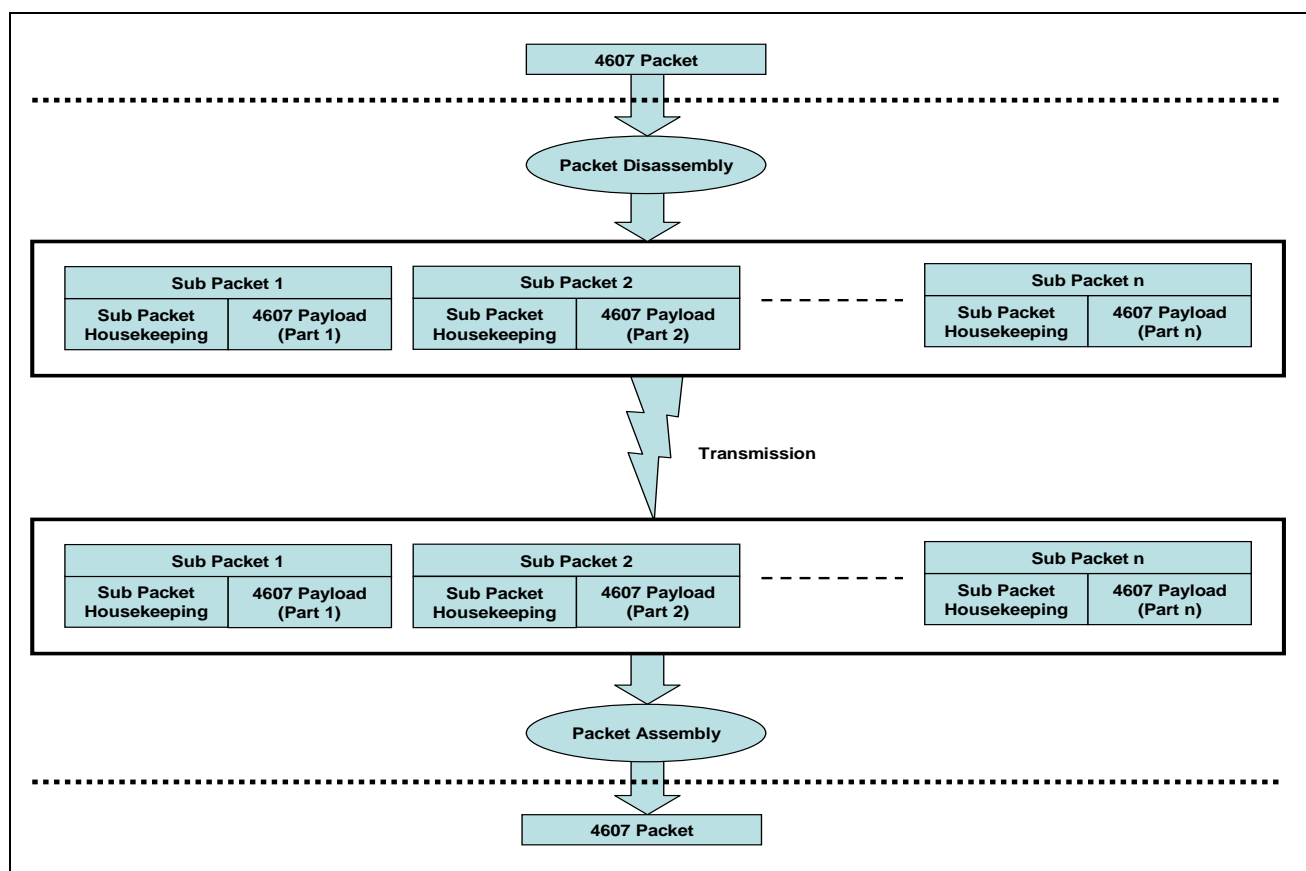 4607 Packet
Packet Disassembly
Sub Packet 1
Sub Packet
Housekeeping
4607 Payload
(Part 1)
Sub Packet 2
Sub Packet
Housekeeping
4607 Payload
(Part 2)
Sub Packet n
Sub Packet
Housekeeping
4607 Payload
(Part n)
Transmission
Sub Packet 1
Sub Packet
Housekeeping
4607 Payload
(Part 1)
Sub Packet 2
Sub Packet
Housekeeping
4607 Payload
(Part 2)
Sub Packet n
Sub Packet
Housekeeping
4607 Payload
(Part n)
Packet Assembly
4607 Packet